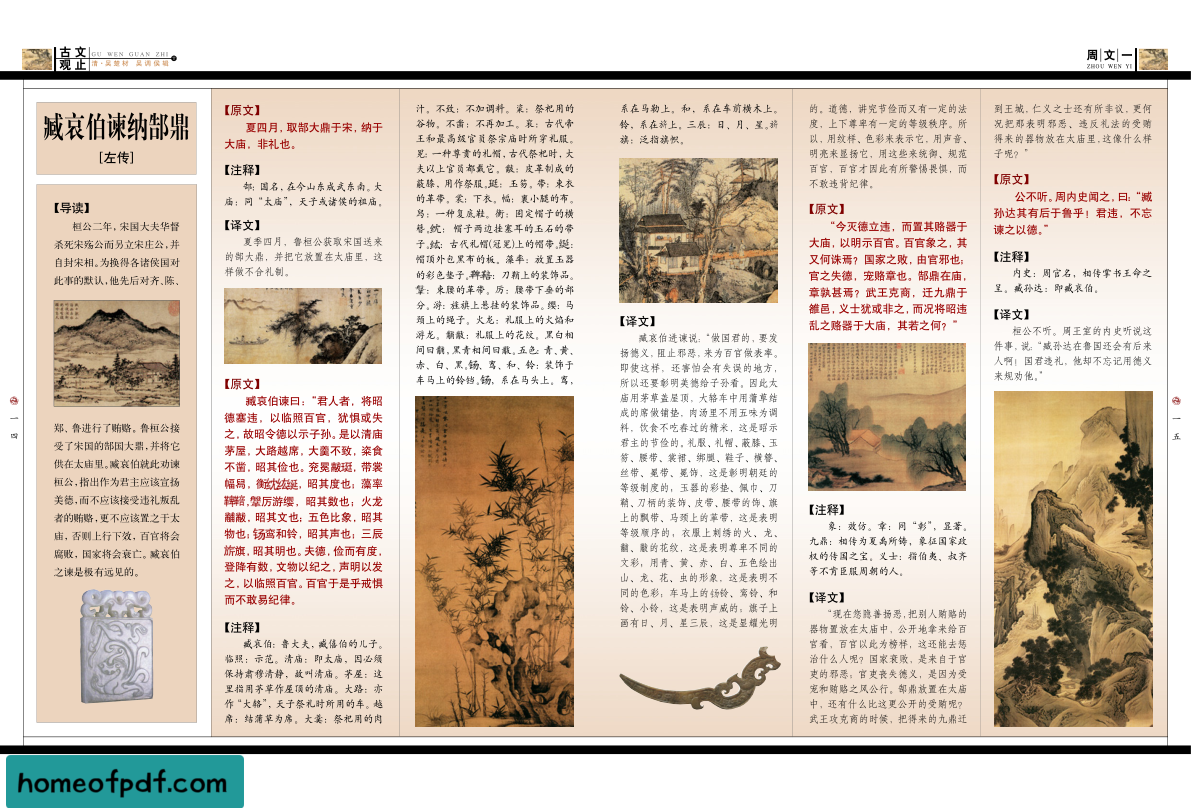 古文
观止
GU WEN GUAN ZHI
清·吴楚材 吴调侯编
周文一
ZHOU WEN YI
臧哀伯谏纳郜鼎
[左传]
【导读】
桓公二年，宋国大夫华督
杀死宋殇公而另立宋庄公，并
自封宋相。为换得各诸侯国对
此事的默认，他先后对齐、陈、
郑、鲁进行了贿赂。鲁桓公接
受了宋国的郜国大鼎，并将它
供在太庙里。臧哀伯就此劝谏
桓公，指出作为君主应该宣扬
美德，而不应该接受违礼叛乱
者的贿赂，更不应该置之于太
庙，否则上行下效，百官将会
腐败，国家将会衰亡。臧哀伯
之谏是极有远见的。
【原文】
夏四月，取郜大鼎于宋，纳于
大庙，非礼也。
【注释】
郜：国名，在今山东成武东南。大
庙：同“太庙”，天子或诸侯的祖庙。
【译文】
夏季四月，鲁桓公获取宋国送来
的郜大鼎，并把它放置在太庙里，这
样做不合礼制。
【原文】
臧哀伯谏曰：“君人者，将昭
德塞违，以临照百官，犹惧或失
之，故昭令德以示子孙。是以清庙
茅屋，大路越席，大羹不致，粢食
不凿，昭其俭也。衮冕黻珽，带裳
幅舄，衡紞纮綖，昭其度也；藻率
鞞鞛，鞶厉游缨，昭其数也；火龙
黼黻，昭其文也；五色比象，昭其
物也；钖鸾和铃，昭其声也；三辰
旂旗，昭其明也。夫德，俭而有度，
登降有数，文物以纪之，声明以发
之，以临照百官。百官于是乎戒惧
而不敢易纪律。
【注释】
臧哀伯：鲁大夫，臧僖伯的儿子。
临照：示范。清庙：即太庙，因必须
保持肃穆清静，故叫清庙。茅屋：这
里指用茅草作屋顶的清庙。大路：亦
作“大辂”，天子祭礼时所用的车。越
席：结蒲草为席。大羹：祭祀用的肉
汁。不致：不加调料。粢：祭祀用的
谷物。不凿：不再加工。衮：古代帝
王和最高级官员祭宗庙时所穿礼服。
冕：一种尊贵的礼帽，古代祭祀时，大
夫以上官员都戴它。黻：皮革制成的
蔽膝，用作祭服。珽：玉笏。带：束衣
的革带。裳：下衣。幅：裹小腿的布。
舄：一种复底鞋。衡：固定帽子的横
簪。紞：帽子两边挂塞耳的玉石的带
子。纮：古代礼帽(冠冕)上的帽带。綖：
帽顶外包黑布的板。藻率：放置玉器
的彩色垫子。鞞鞛：刀鞘上的装饰品。
鞶：束腰的革带。厉：腰带下垂的部
分。游：旌旗上悬挂的装饰品。缨：马
颈上的绳子。火龙：礼服上的火焰和
游龙。黼黻：礼服上的花纹。黑白相
间曰黼，黑青相间曰黻。五色：青、黄、
赤、白、黑。钖、鸾、和、铃：装饰于
车马上的铃铛。钖，系在马头上。鸾，
系在马勒上。和、系在车前横木上。
铃、系在旂上。三辰：日、月、星。旂
旗：泛指旗帜。
【译文】
臧哀伯进谏说：“做国君的，要发
扬德义，阻止邪恶，来为百官做表率。
即使这样，还害怕会有失误的地方，
所以还要彰明美德给子孙看。因此太
庙用茅草盖屋顶，大辂车中用蒲草结
成的席做铺垫，肉汤里不用五味为调
料，饮食不吃舂过的精米，这是昭示
君主的节俭的。礼服、礼帽、蔽膝、玉
笏、腰带、裳裙、绑腿、鞋子、横簪、
丝带、冕带、冕饰，这是彰明朝廷的
等级制度的；玉器的彩垫、佩巾、刀
鞘、刀柄的装饰、皮带、腰带的饰、旗
上的飘带、马颈上的革带，这是表明
等级顺序的，衣服上刺绣的火、龙、
黼、黻的花纹，这是表明尊卑不同的
文彩；用青、黄、赤、白、五色绘出
山、龙、花、虫的形象，这是表明不
同的色彩；车马上的钖铃、鸾铃、和
铃、小铃，这是表明声威的；旗子上
画有日、月、星三辰，这是显耀光明
的。道德，讲究节俭而又有一定的法
度，上下尊卑有一定的等级秩序。所
以，用纹样、色彩来表示它，用声音、
明亮来显扬它，用这些来统御、规范
百官，百官才因此有所警惕畏惧，而
不敢违背纪律。
【原文】
“今灭德立违，而置其赂器于
大庙，以明示百官。百官象之，其
又何诛焉？国家之败，由官邪也；
官之失德，宠赂章也。郜鼎在庙，
章孰甚焉？武王克商，迁九鼎于
雒邑，义士犹或非之，而况将昭违
乱之赂器于大庙，其若之何？”
【注释】
象：效仿。章：同“彰”，显著。
九鼎：相传为夏禹所铸，象征国家政
权的传国之宝。义士：指伯夷、叔齐
等不肯臣服周朝的人。
【译文】
“现在您隐善扬恶，把别人贿赂的
器物置放在太庙中，公开地拿来给百
官看，百官以此为榜样，这还能去惩
治什么人呢？国家衰败，是来自于官
吏的邪恶；官吏丧失德义，是因为受
宠和贿赂之风公行。郜鼎放置在太庙
中，还有什么比这更公开的受贿呢？
武王攻克商的时候，把得来的九鼎迁
到王城，仁义之士还有所非议，更何
况把那表明邪恶、违反礼法的受贿
得来的器物放在太庙里，这像什么样
子呢？”
【原文】
公不听。周内史闻之，曰：“臧
孙达其有后于鲁乎！君违，不忘
谏之以德。”
【注释】
内史：周官名，相传掌书王命之
呈。臧孙达：即臧哀伯。
【译文】
桓公不听。周王室的内史听说这
件事，说：“臧孙达在鲁国还会有后来
人啊！国君违礼，他却不忘记用德义
来规劝他。”
一四
一五
homeofpdf.com